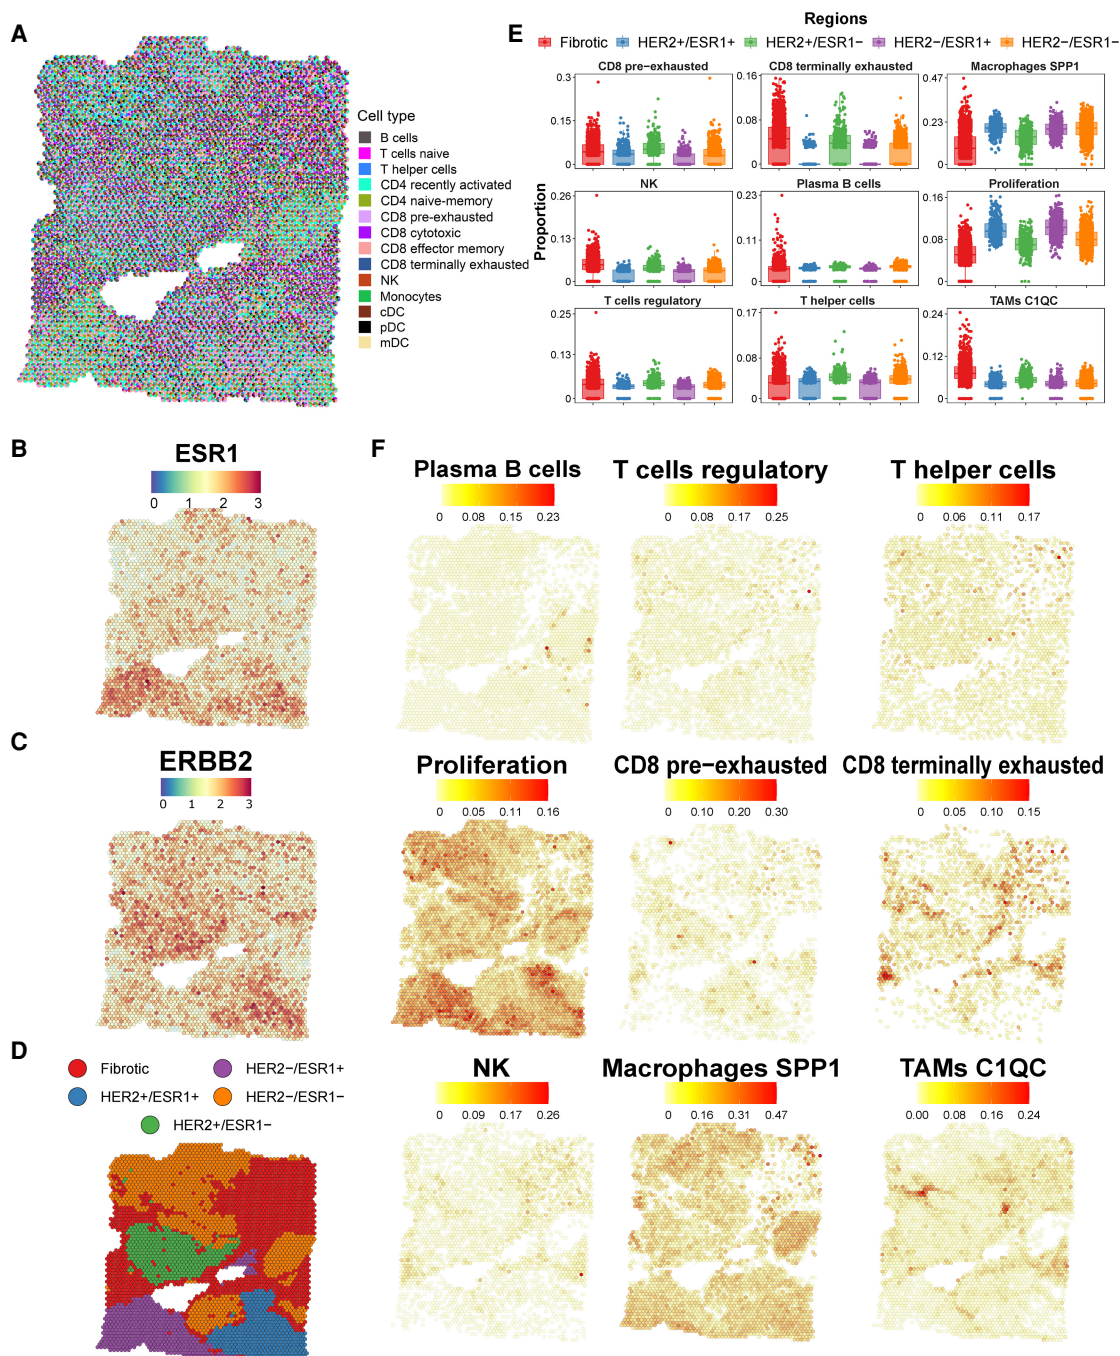 A
Cell type
B cells
T cells naive
T helper cells
CD4 recently activated
CD4 naive-memory
CD8 pre-exhausted
CD8 cytotoxic
CD8 effector memory
CD8 terminally exhausted
NK
Monocytes
cDC
pDC
mDC
E
Regions
Fibrotic
HER2+/ESR1+
HER2+/ESR1−
HER2−/ESR1+
HER2−/ESR1−
Proportion
CD8 pre−exhausted
0.3
0.15
0
CD8 terminally exhausted
0.16
0.08
0
Macrophages SPP1
0.47
0.23
0
NK
0.26
0.13
0
Plasma B cells
0.23
0.11
0
Proliferation
0.16
0.08
0
T cells regulatory
0.25
0.13
0
T helper cells
0.17
0.08
0
TAMs C1QC
0.24
0.12
0
B
ESR1
0 1 2 3
C
ERBB2
0 1 2 3
D
Fibrotic
HER2−/ESR1+
HER2+/ESR1+
HER2−/ESR1−
HER2+/ESR1−
F
Plasma B cells
0 0.08 0.15 0.23
T cells regulatory
0 0.08 0.17 0.25
T helper cells
0 0.06 0.11 0.17
Proliferation
0 0.05 0.11 0.16
CD8 pre−exhausted
0 0.10 0.20 0.30
CD8 terminally exhausted
0 0.05 0.10 0.15
NK
0 0.09 0.17 0.26
Macrophages SPP1
0 0.16 0.31 0.47
TAMs C1QC
0.00 0.08 0.16 0.24